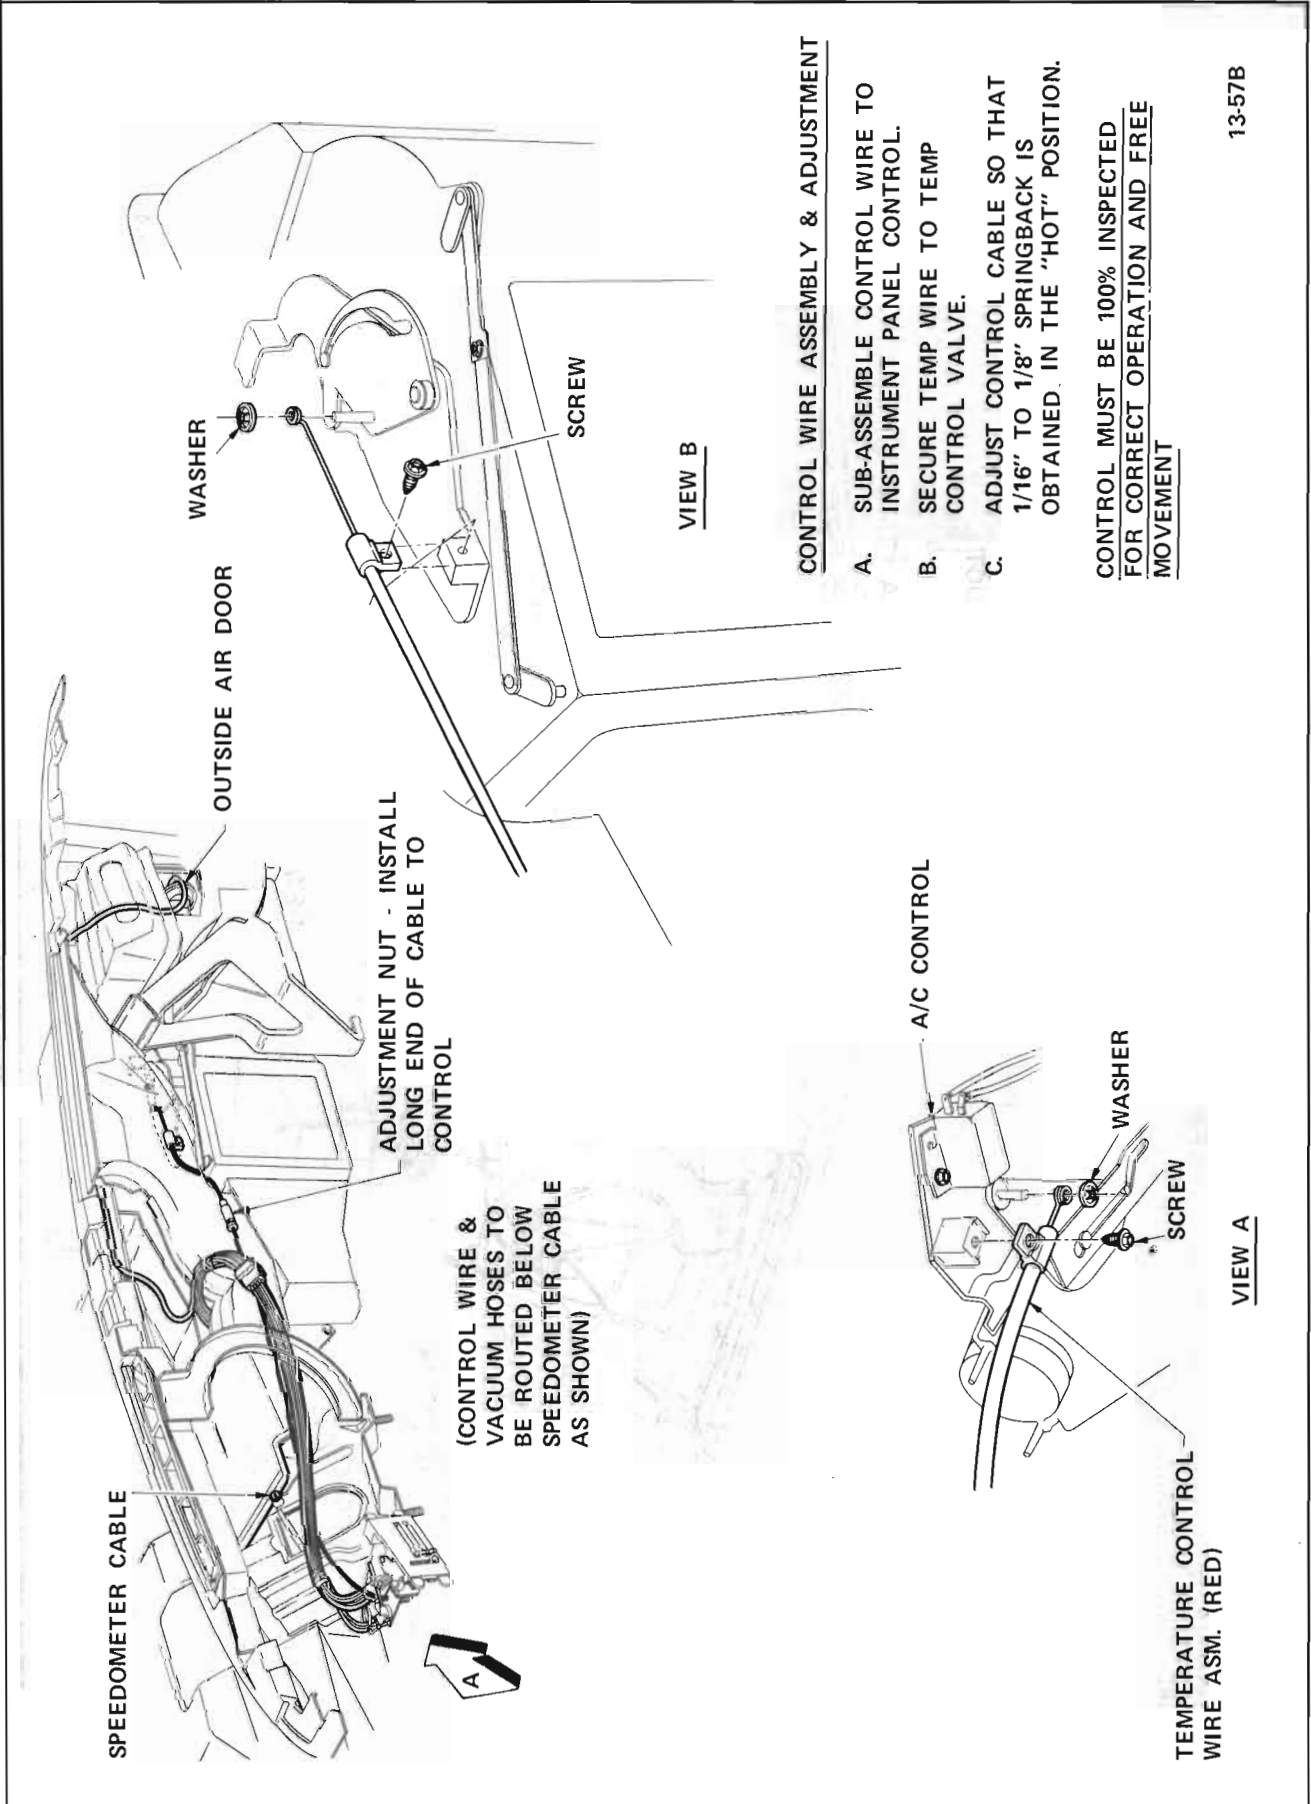 SPEEDOMETER CABLE
OUTSIDE AIR DOOR
ADJUSTMENT NUT - INSTALL
LONG END OF CABLE TO
CONTROL
(CONTROL WIRE &
VACUUM HOSES TO
BE ROUTED BELOW
SPEEDOMETER CABLE
AS SHOWN)
A
WASHER
SCREW
VIEW B
TEMPERATURE CONTROL
WIRE ASM. (RED)
A/C CONTROL
WASHER
SCREW
VIEW A
CONTROL WIRE ASSEMBLY & ADJUSTMENT
A. SUB-ASSEMBLE CONTROL WIRE TO
INSTRUMENT PANEL CONTROL.
B. SECURE TEMP WIRE TO TEMP
CONTROL VALVE.
C. ADJUST CONTROL CABLE SO THAT
1/16" TO 1/8" SPRINGBACK IS
OBTAINED. IN THE "HOT" POSITION.
CONTROL MUST BE 100% INSPECTED
FOR CORRECT OPERATION AND FREE
MOVEMENT
13-57B